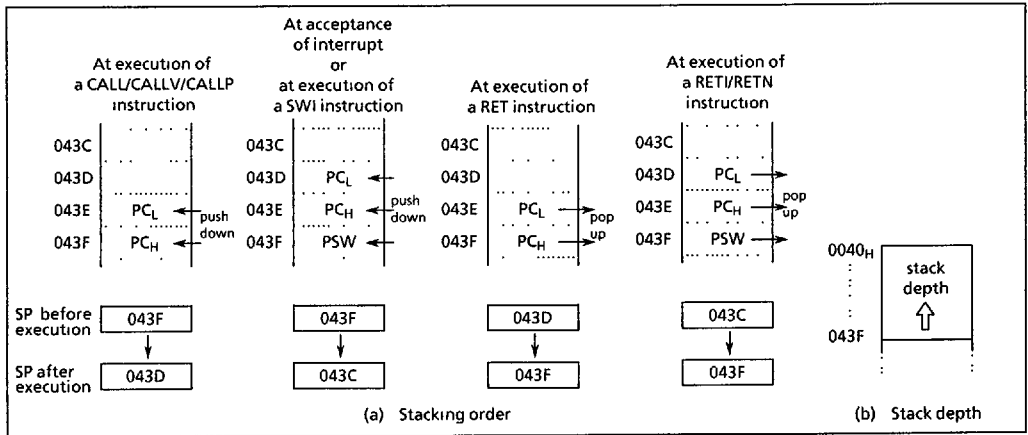 At execution of
a CALL/CALLV/CALLP
instruction
043C
043D
043E PCL push
043F PCH down
At acceptance
of interrupt
or
at execution of
a SWI instruction
043C
043D PCL
043E PCH push
043F PSW down
At execution of
a RET instruction
043C
043D
043E PCL pop
043F PCH up
At execution of
a RETI/RETN
instruction
043C
043D PCL
043E PCH pop
043F PSW up
SP before
execution
043F
043F
043D
043C
SP after
execution
043D
043C
043F
043F
(a) Stacking order
0040H
stack
depth
043F
(b) Stack depth